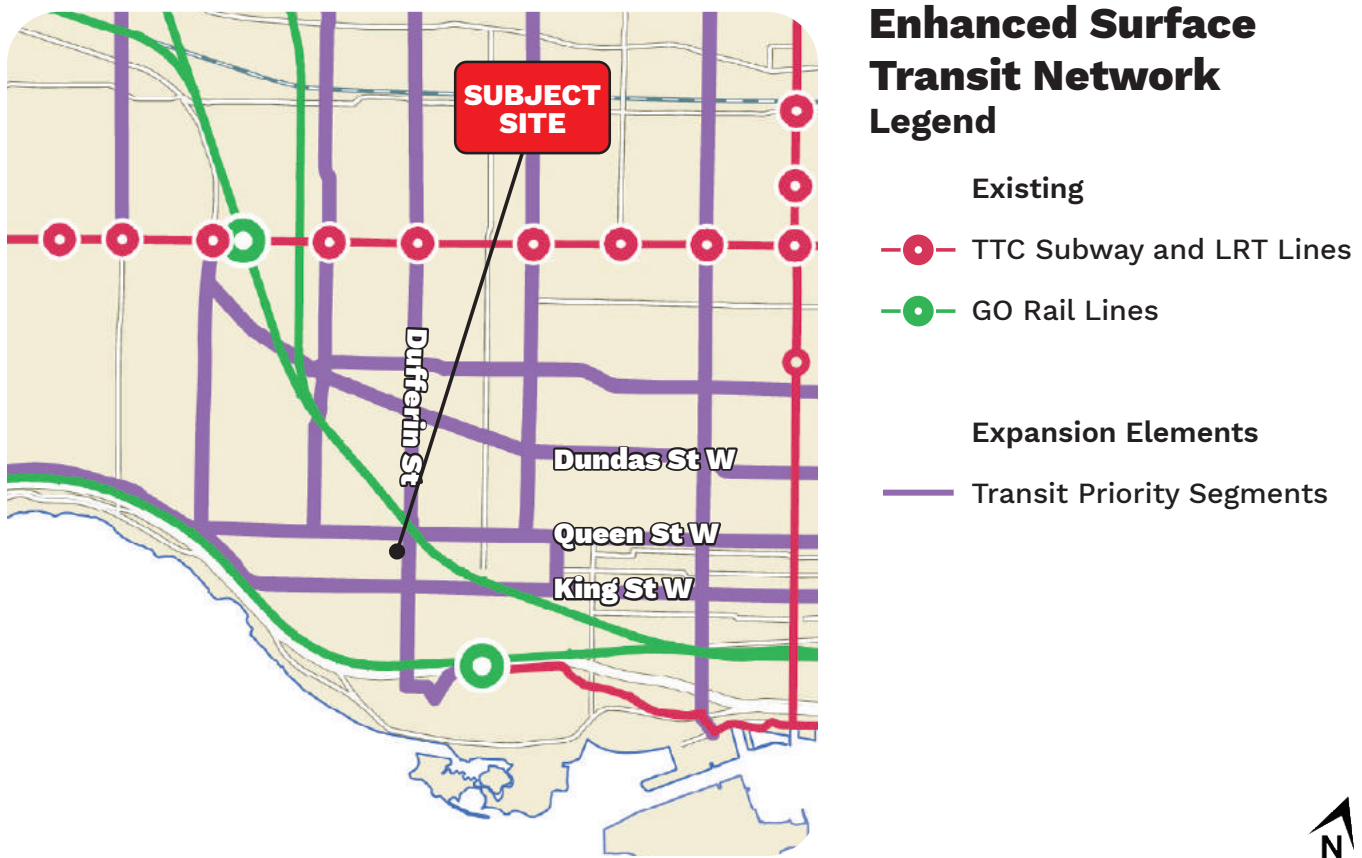 Enhanced Surface
Transit Network
Legend
Existing
TTC Subway and LRT Lines
GO Rail Lines
Expansion Elements
Transit Priority Segments
SUBJECT
SITE
Dufferin St
Dundas St W
Queen St W
King St W
N